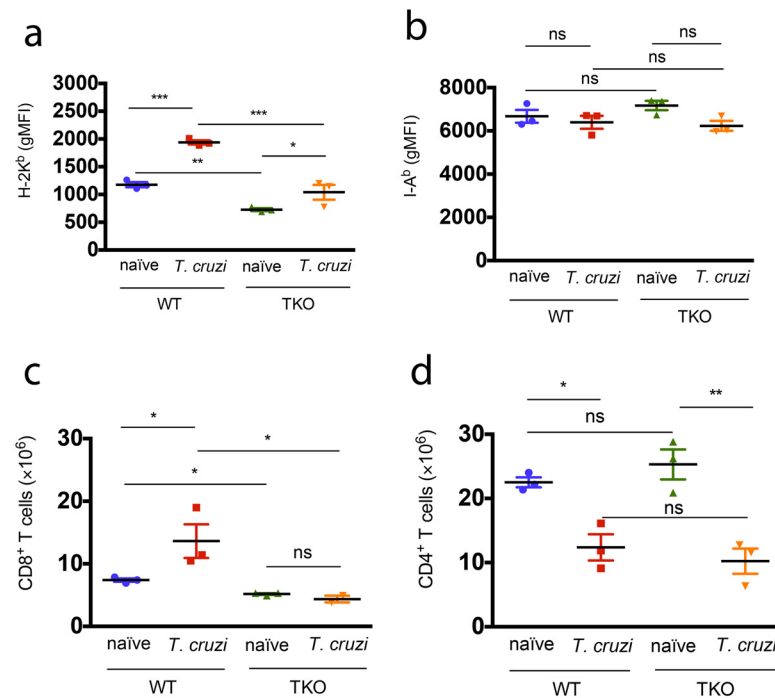 a
H-2Kᵇ (gMFI)
3000
2500
2000
1500
1000
500
0
***
***
**
*
naïve T. cruzi naïve T. cruzi
WT TKO
b
I-Aᵇ (gMFI)
8000
6000
4000
2000
0
ns ns
ns
ns
naïve T. cruzi naïve T. cruzi
WT TKO
c
CD8⁺ T cells (×10⁶)
30
20
10
0
*
*
*
ns
naïve T. cruzi naïve T. cruzi
WT TKO
d
CD4⁺ T cells (×10⁶)
30
20
10
0
* **
ns
ns
naïve T. cruzi naïve T. cruzi
WT TKO